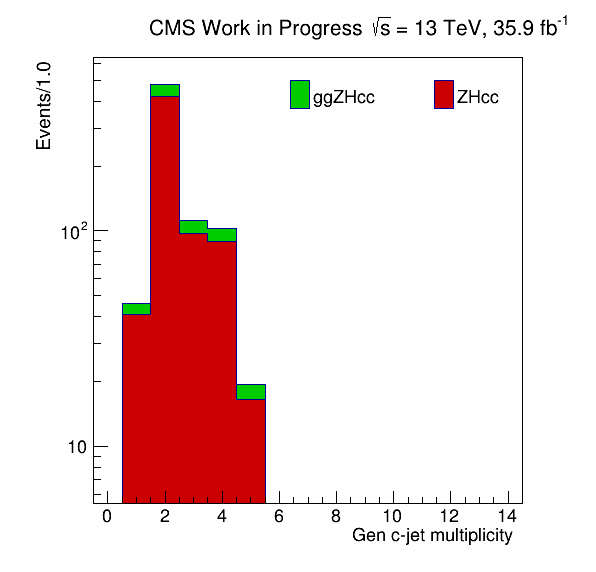 CMS Work in Progress √s = 13 TeV, 35.9 fb⁻¹
Events/1.0
ggZHcc ZHcc
10²
10
0 2 4 6 8 10 12 14
Gen c-jet multiplicity